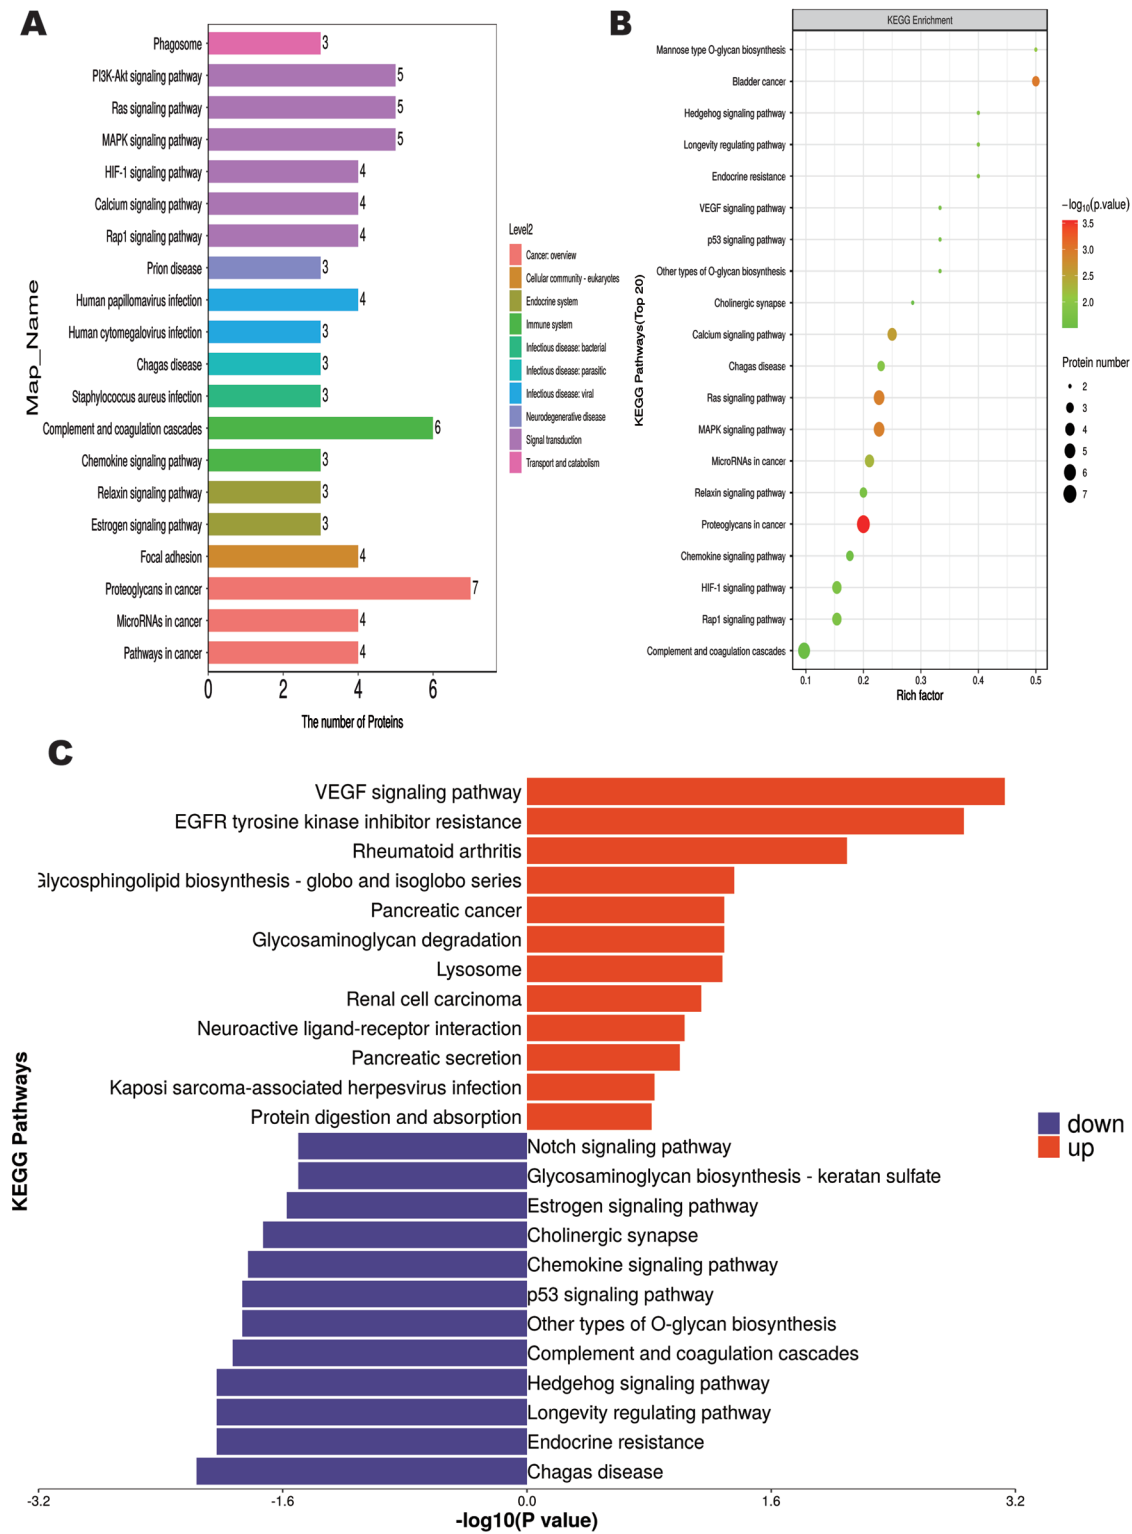 A
Phagosome 3
PI3K-Akt signaling pathway 5
Ras signaling pathway 5
MAPK signaling pathway 5
HIF-1 signaling pathway 4
Calcium signaling pathway 4
Rap1 signaling pathway 4
Prion disease 3
Human papillomavirus infection 4
Human cytomegalovirus infection 3
Chagas disease 3
Staphylococcus aureus infection 3
Complement and coagulation cascades 6
Chemokine signaling pathway 3
Relaxin signaling pathway 3
Estrogen signaling pathway 3
Focal adhesion 4
Proteoglycans in cancer 7
MicroRNAs in cancer 4
Pathways in cancer 4
0 2 4 6
The number of Proteins
Map_Name
Level2
Cancer: overview
Cellular community - eukaryotes
Endocrine system
Immune system
Infectious disease: bacterial
Infectious disease: parasitic
Infectious disease: viral
Neurodegenerative disease
Signal transduction
Transport and catabolism
B
KEGG Enrichment
Mannose type O-glycan biosynthesis
Bladder cancer
Hedgehog signaling pathway
Longevity regulating pathway
Endocrine resistance
VEGF signaling pathway
p53 signaling pathway
Other types of O-glycan biosynthesis
Cholinergic synapse
Calcium signaling pathway
Chagas disease
Ras signaling pathway
MAPK signaling pathway
MicroRNAs in cancer
Relaxin signaling pathway
Proteoglycans in cancer
Chemokine signaling pathway
HIF-1 signaling pathway
Rap1 signaling pathway
Complement and coagulation cascades
0.1 0.2 0.3 0.4 0.5
Rich factor
KEGG Pathways(Top 20)
−log10(p.value)
3.5
3.0
2.5
2.0
Protein number
2
3
4
5
6
7
C
VEGF signaling pathway
EGFR tyrosine kinase inhibitor resistance
Rheumatoid arthritis
Glycosphingolipid biosynthesis - globo and isoglobo series
Pancreatic cancer
Glycosaminoglycan degradation
Lysosome
Renal cell carcinoma
Neuroactive ligand-receptor interaction
Pancreatic secretion
Kaposi sarcoma-associated herpesvirus infection
Protein digestion and absorption
Notch signaling pathway
Glycosaminoglycan biosynthesis - keratan sulfate
Estrogen signaling pathway
Cholinergic synapse
Chemokine signaling pathway
p53 signaling pathway
Other types of O-glycan biosynthesis
Complement and coagulation cascades
Hedgehog signaling pathway
Longevity regulating pathway
Endocrine resistance
Chagas disease
-3.2 -1.6 0.0 1.6 3.2
-log10(P value)
KEGG Pathways
down
up